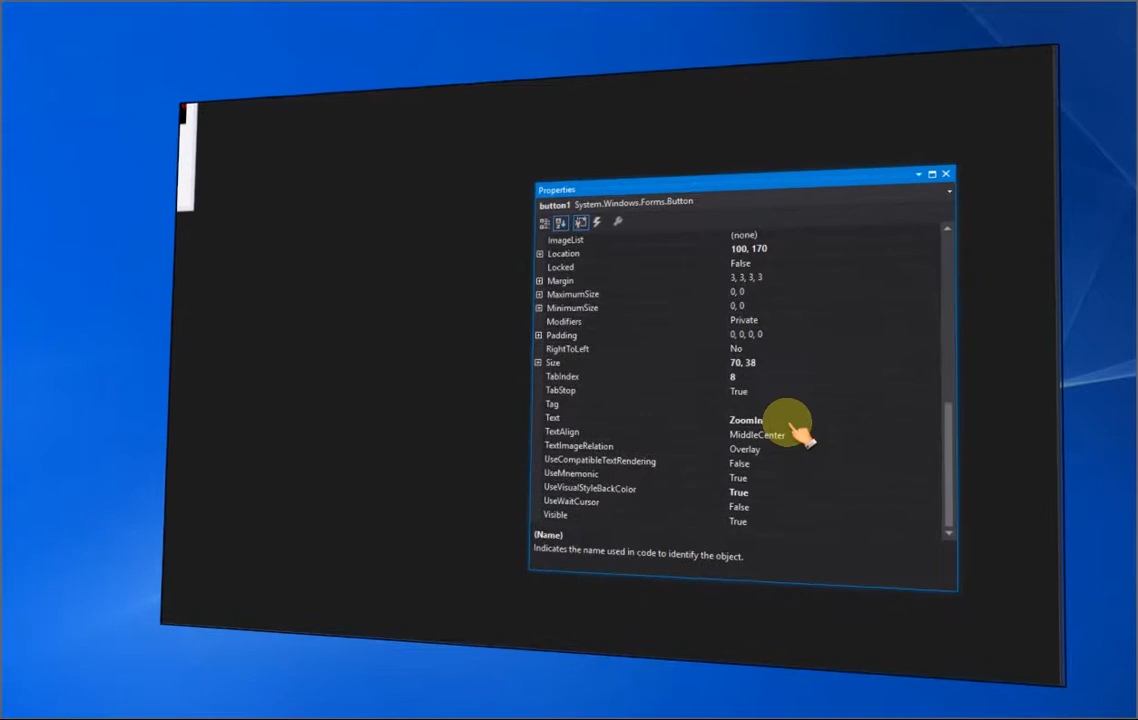 Properties
button1 System.Windows.Forms.Button
ImageList (none)
Location 100, 170
Locked False
Margin 3, 3, 3, 3
MaximumSize 0, 0
MinimumSize 0, 0
Modifiers Private
Padding 0, 0, 0, 0
RightToLeft No
Size 70, 38
TabIndex 8
TabStop True
Tag
Text ZoomIn
TextAlign MiddleCenter
TextImageRelation Overlay
UseCompatibleTextRendering False
UseMnemonic True
UseVisualStyleBackColor True
UseWaitCursor False
Visible True
(Name)
Indicates the name used in code to identify the object.